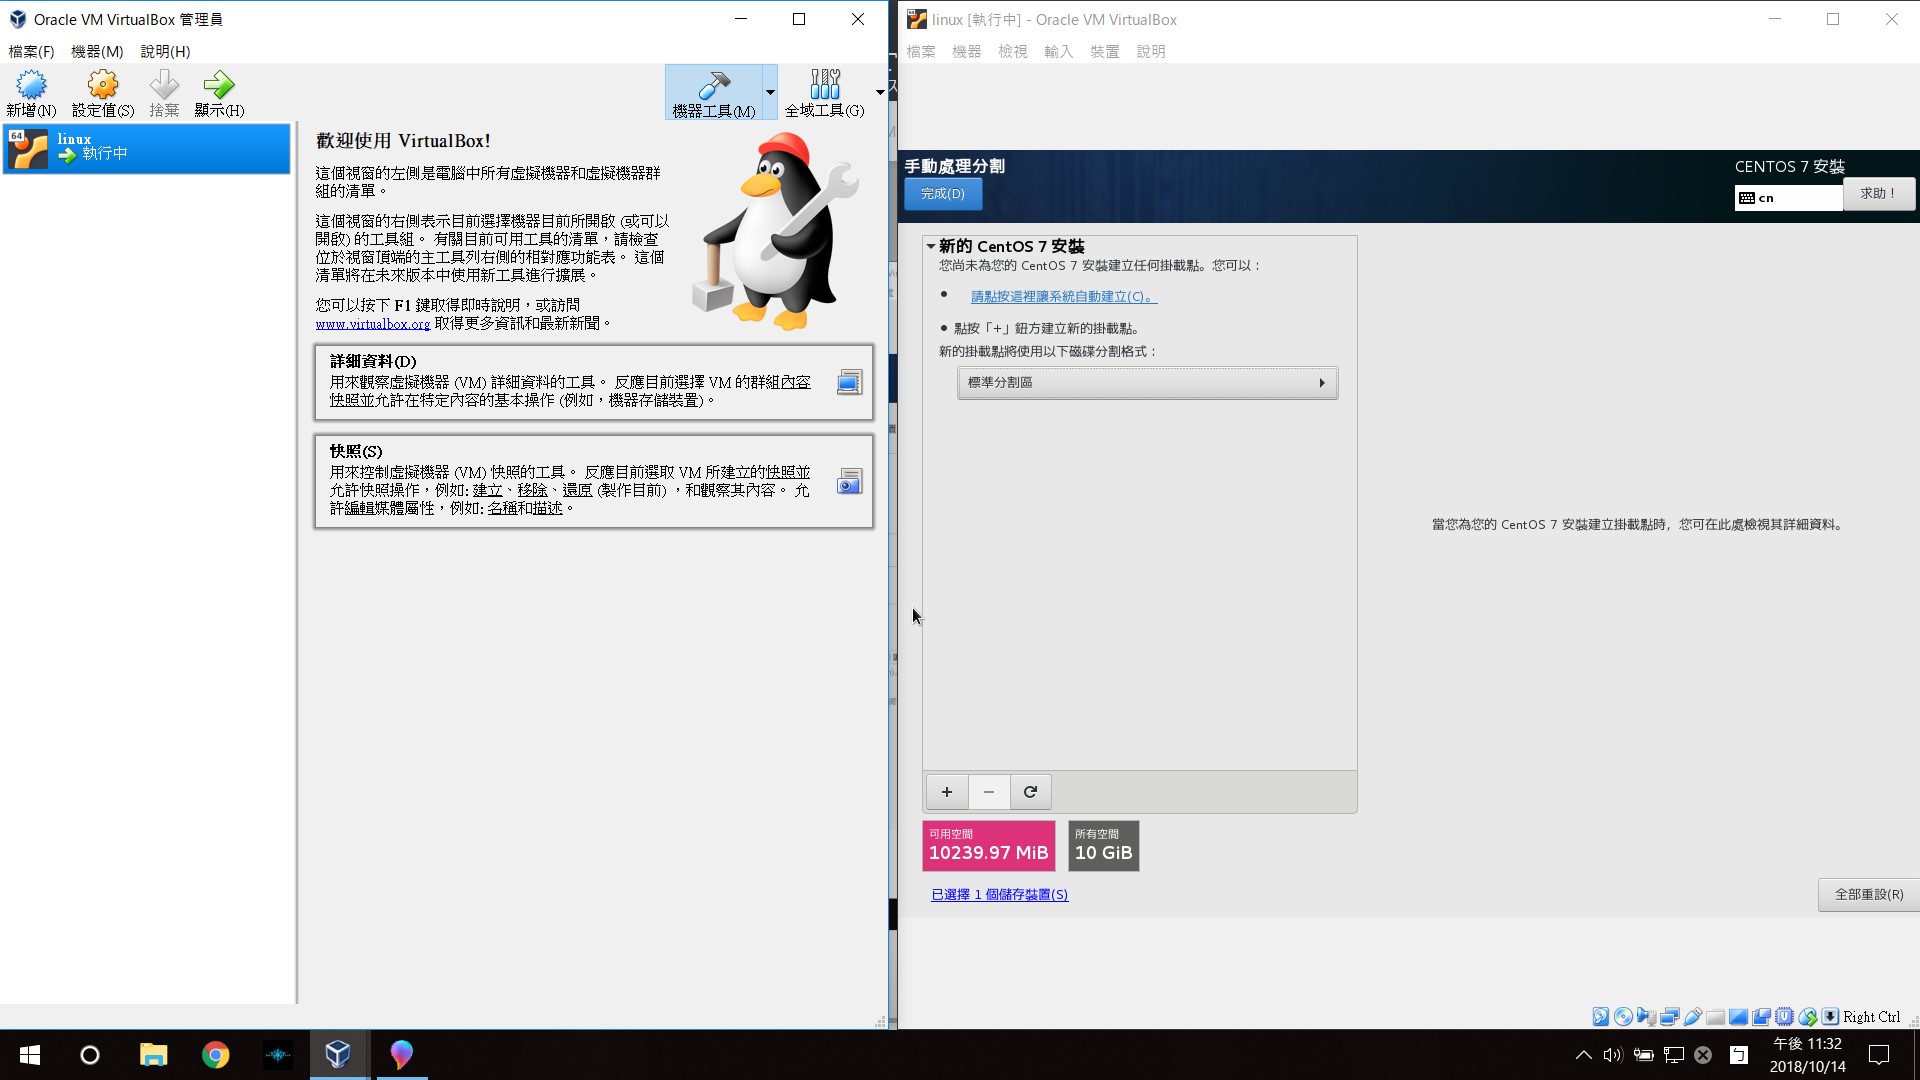 Oracle VM VirtualBox 管理員
檔案(F) 機器(M) 說明(H)
新增(N) 設定值(S) 捨棄 顯示(H)
機器工具(M) 全域工具(G)
64
linux
執行中
歡迎使用 VirtualBox!
這個視窗的左側是電腦中所有虛擬機器和虛擬機器群
組的清單。
這個視窗的右側表示目前選擇機器目前所開啟 (或可以
開啟) 的工具組。 有關目前可用工具的清單，請檢查
位於視窗頂端的主工具列右側的相對應功能表。 這個
清單將在未來版本中使用新工具進行擴展。
您可以按下 F1 鍵取得即時說明，或訪問
www.virtualbox.org 取得更多資訊和最新新聞。
詳細資料(D)
用來觀察虛擬機器 (VM) 詳細資料的工具。 反應目前選擇 VM 的群組內容
快照並允許在特定內容的基本操作 (例如，機器存儲裝置)。
快照(S)
用來控制虛擬機器 (VM) 快照的工具。 反應目前選取 VM 所建立的快照並
允許快照操作，例如: 建立、移除、還原 (製作目前) ，和觀察其內容。 允
許編輯媒體屬性，例如: 名稱和描述。
linux [執行中] - Oracle VM VirtualBox
檔案 機器 檢視 輸入 裝置 說明
手動處理分割
完成(D)
CENTOS 7 安裝
cn
求助！
新的 CentOS 7 安裝
您尚未為您的 CentOS 7 安裝建立任何掛載點。您可以：
• 請點按這裡讓系統自動建立(C)。
• 點按「+」鈕方建立新的掛載點。
新的掛載點將使用以下磁碟分割格式：
標準分割區
當您為您的 CentOS 7 安裝建立掛載點時，您可在此處檢視其詳細資料。
可用空間
10239.97 MiB
所有空間
10 GiB
已選擇 1 個儲存裝置(S)
全部重設(R)
Right Ctrl
ㄅ
午後 11:32
2018/10/14